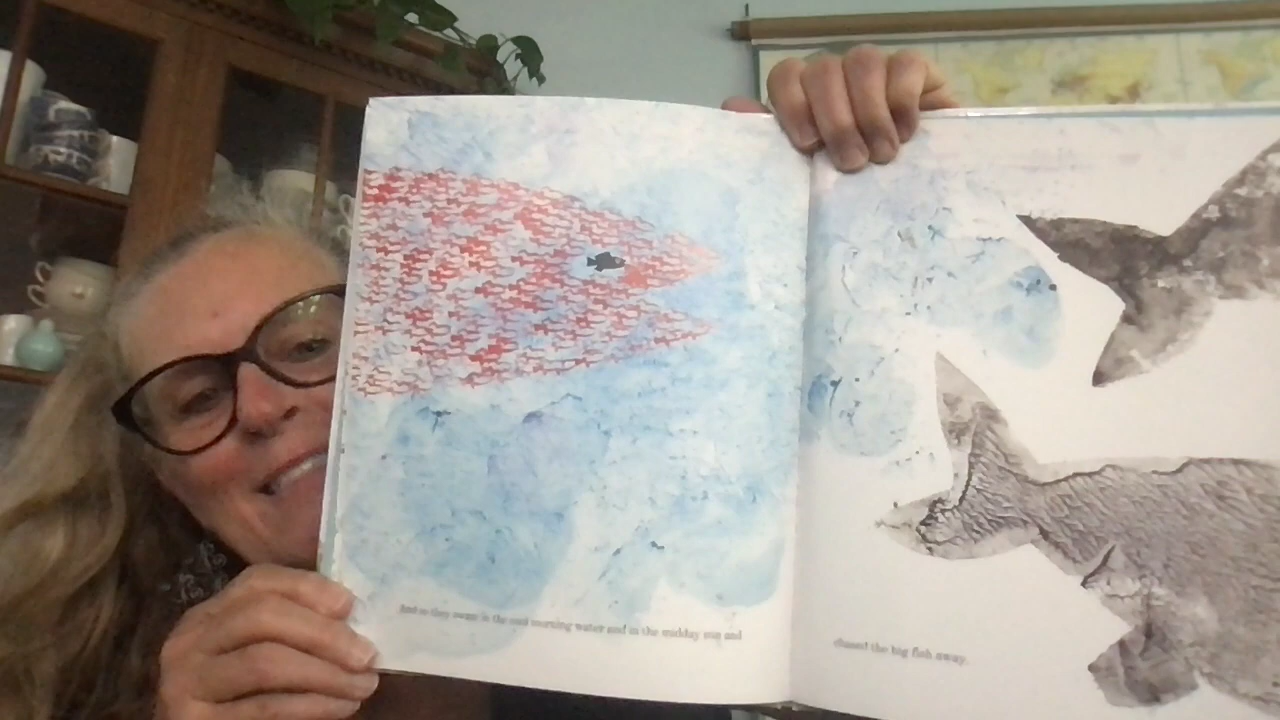 And so they swam in the cool morning water and in the midday sun and
chased the big fish away.